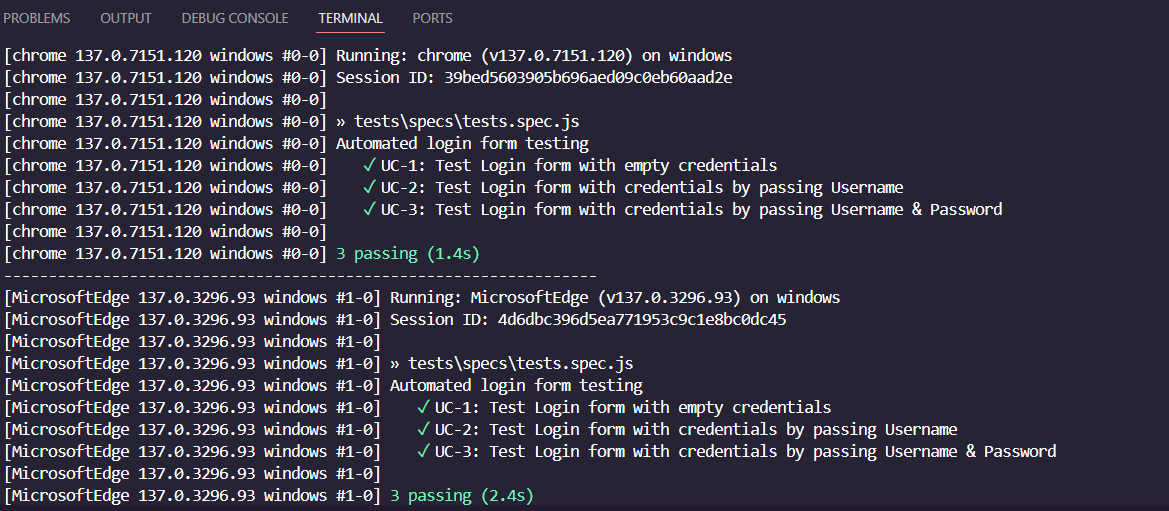 PROBLEMS OUTPUT DEBUG CONSOLE TERMINAL PORTS
[chrome 137.0.7151.120 windows #0-0] Running: chrome (v137.0.7151.120) on windows
[chrome 137.0.7151.120 windows #0-0] Session ID: 39bed5603905b696aed09c0eb60aad2e
[chrome 137.0.7151.120 windows #0-0]
[chrome 137.0.7151.120 windows #0-0] » tests\specs\tests.spec.js
[chrome 137.0.7151.120 windows #0-0] Automated login form testing
[chrome 137.0.7151.120 windows #0-0] ✓ UC-1: Test Login form with empty credentials
[chrome 137.0.7151.120 windows #0-0] ✓ UC-2: Test Login form with credentials by passing Username
[chrome 137.0.7151.120 windows #0-0] ✓ UC-3: Test Login form with credentials by passing Username & Password
[chrome 137.0.7151.120 windows #0-0]
[chrome 137.0.7151.120 windows #0-0] 3 passing (1.4s)
------------------------------------------------------------------
[MicrosoftEdge 137.0.3296.93 windows #1-0] Running: MicrosoftEdge (v137.0.3296.93) on windows
[MicrosoftEdge 137.0.3296.93 windows #1-0] Session ID: 4d6dbc396d5ea771953c9c1e8bc0dc45
[MicrosoftEdge 137.0.3296.93 windows #1-0]
[MicrosoftEdge 137.0.3296.93 windows #1-0] » tests\specs\tests.spec.js
[MicrosoftEdge 137.0.3296.93 windows #1-0] Automated login form testing
[MicrosoftEdge 137.0.3296.93 windows #1-0] ✓ UC-1: Test Login form with empty credentials
[MicrosoftEdge 137.0.3296.93 windows #1-0] ✓ UC-2: Test Login form with credentials by passing Username
[MicrosoftEdge 137.0.3296.93 windows #1-0] ✓ UC-3: Test Login form with credentials by passing Username & Password
[MicrosoftEdge 137.0.3296.93 windows #1-0]
[MicrosoftEdge 137.0.3296.93 windows #1-0] 3 passing (2.4s)